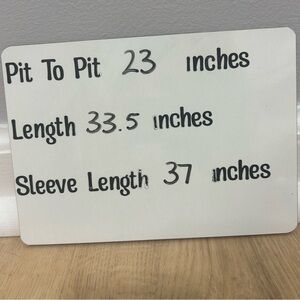 Pit To Pit 23 inches
Length 33.5 inches
Sleeve Length 37 inches